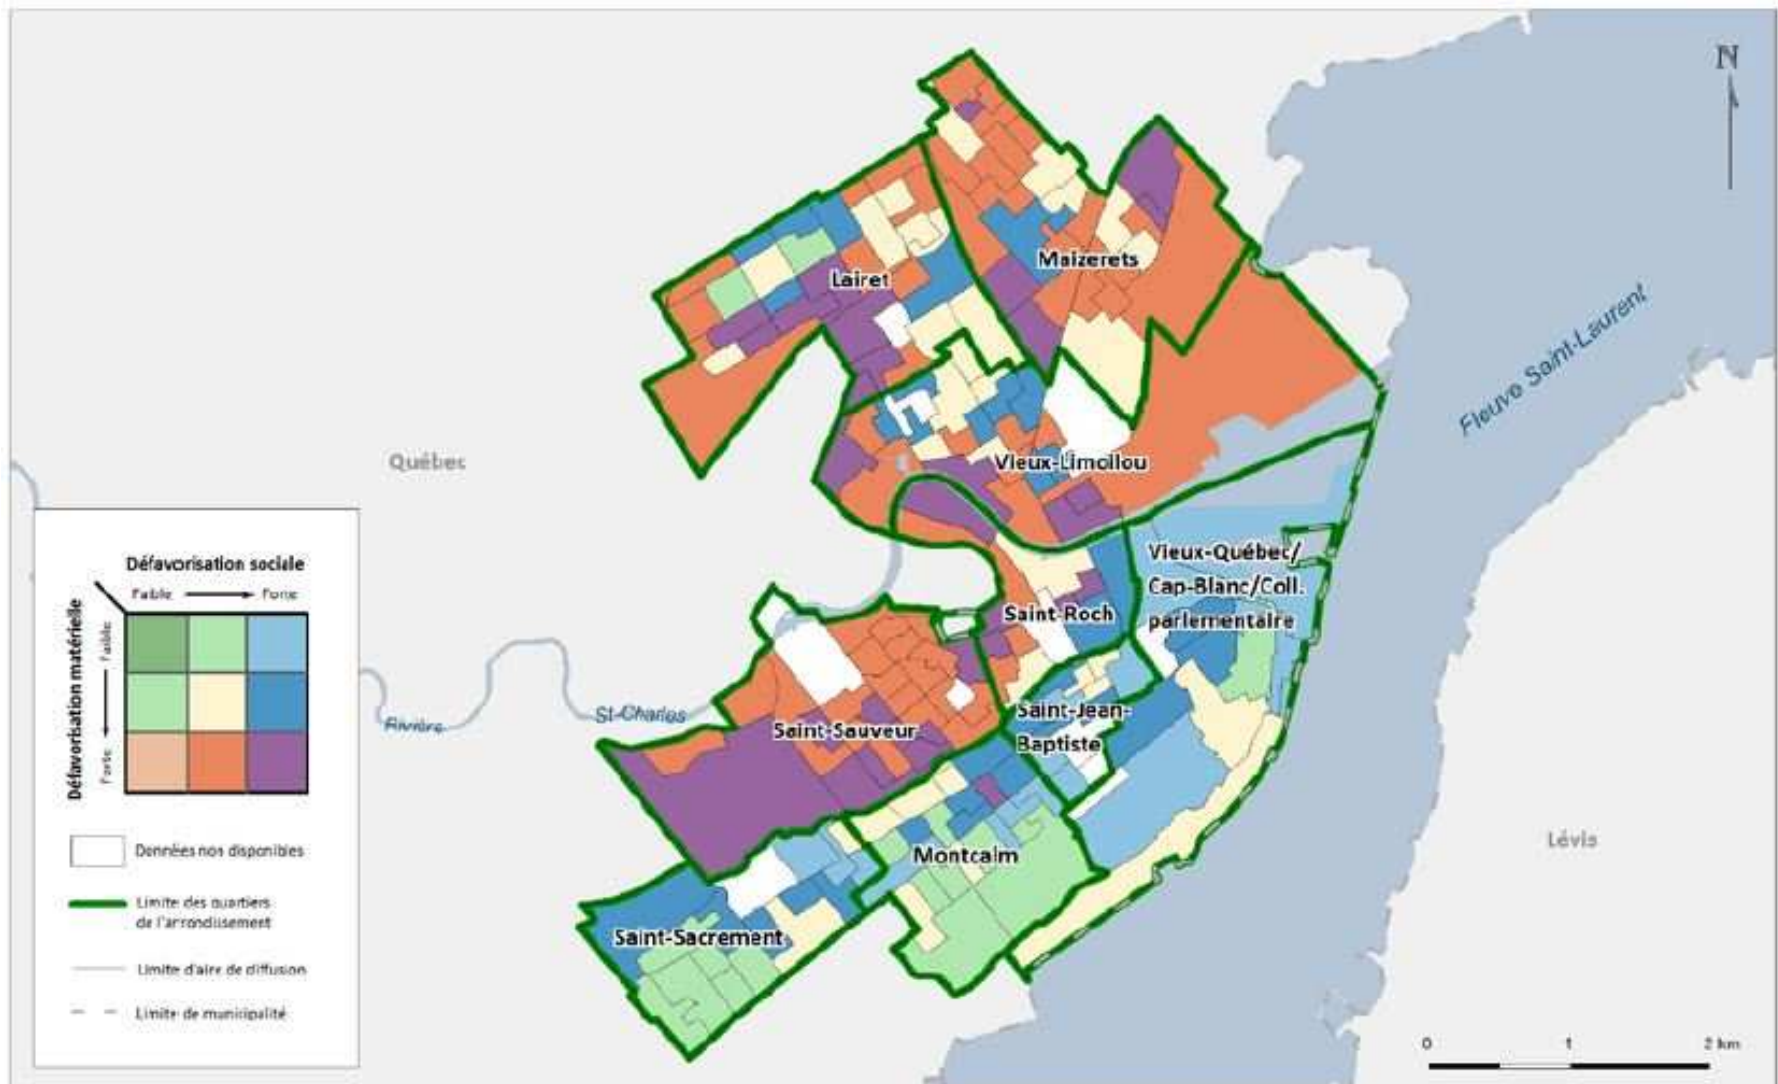 N
Maizerets
Lairet
Fleuve Saint-Laurent
Québec
Vieux-Limoilou
Vieux-Québec/
Cap-Blanc/Coll.
parlementaire
Saint-Roch
St-Charles
Rivière
Saint-Sauveur
Saint-Jean-
Baptiste
Montcalm
Lévis
Saint-Sacrement
Défavorisation sociale
Faible
Forte
Défavorisation matérielle
Faible
Forte
Données non disponibles
Limite des quartiers
de l'arrondissement
Limite d'aire de diffusion
Limite de municipalité
0 1 2 km